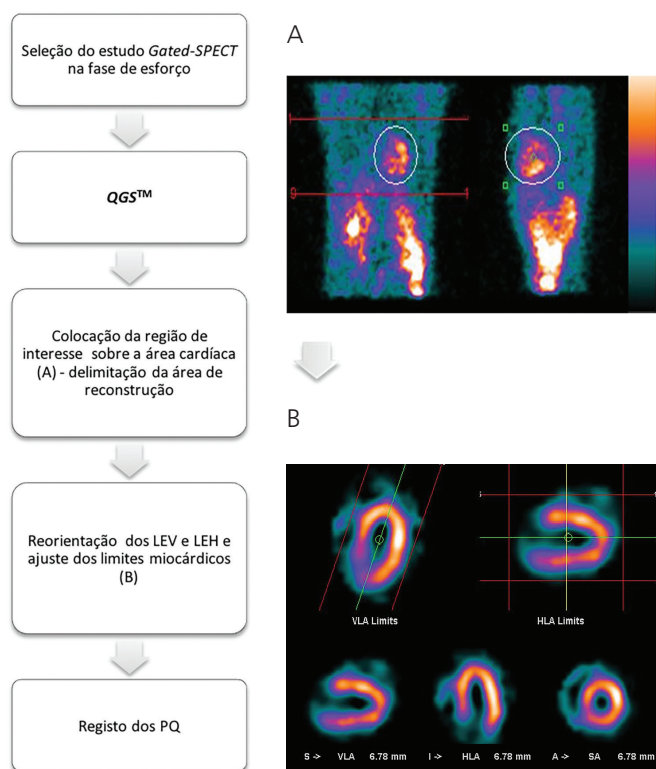 Seleção do estudo Gated-SPECT
na fase de esforço
QGS™
Colocação da região de
interesse sobre a área cardíaca
(A) - delimitação da área de
reconstrução
Reorientação dos LEV e LEH e
ajuste dos limites miocárdicos
(B)
Registo dos PQ
A
B
VLA Limits
HLA Limits
S -> VLA 6.78 mm
I -> HLA 6.78 mm
A -> SA 6.78 mm